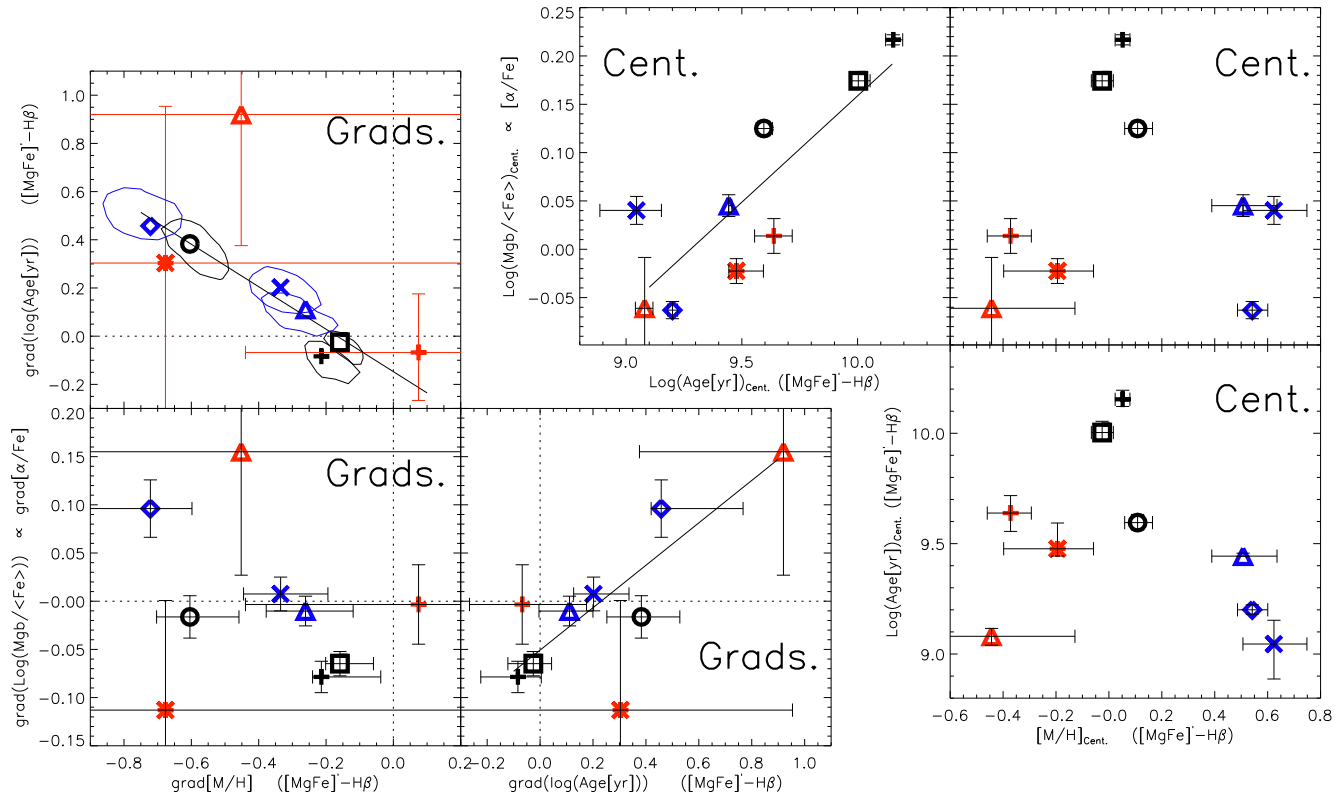 Grads.
grad(log(Age[yr])) ([MgFe]'−Hβ)
1.0
0.8
0.6
0.4
0.2
0.0
−0.2
Cent.
Log(Mgb/<Fe>)Cent. ∝ [α/Fe]
0.25
0.20
0.15
0.10
0.05
0.00
−0.05
9.0 9.5 10.0
Log(Age[yr])Cent. ([MgFe]'−Hβ)
Cent.
Grads.
grad(Log(Mgb/<Fe>)) ∝ grad[α/Fe]
0.20
0.15
0.10
0.05
−0.00
−0.05
−0.10
−0.15
−0.8 −0.6 −0.4 −0.2 0.0 0.2
grad[M/H] ([MgFe]'−Hβ)
Grads.
0.0 0.2 0.4 0.6 0.8 1.0
grad(log(Age[yr])) ([MgFe]'−Hβ)
Cent.
Log(Age[yr])Cent. ([MgFe]'−Hβ)
10.0
9.5
9.0
−0.6 −0.4 −0.2 −0.0 0.2 0.4 0.6 0.8
[M/H]Cent. ([MgFe]'−Hβ)